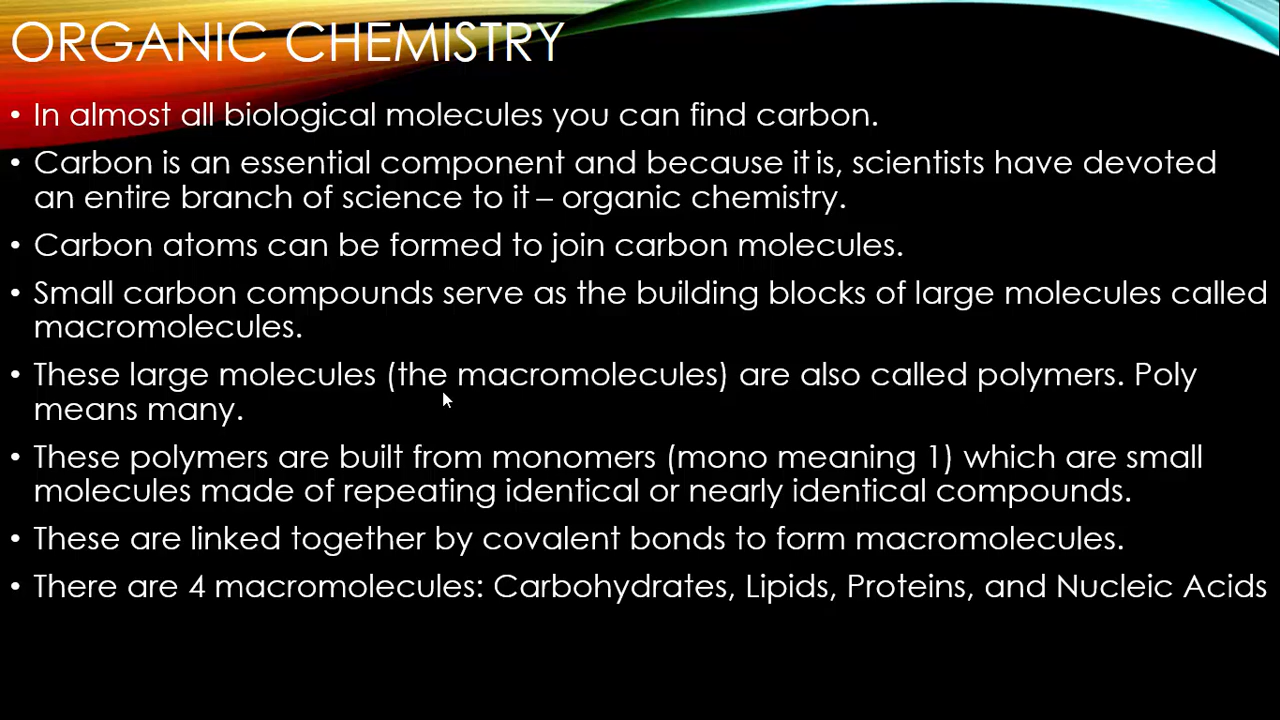 ORGANIC CHEMISTRY
• In almost all biological molecules you can find carbon.
• Carbon is an essential component and because it is, scientists have devoted
an entire branch of science to it – organic chemistry.
• Carbon atoms can be formed to join carbon molecules.
• Small carbon compounds serve as the building blocks of large molecules called
macromolecules.
• These large molecules (the macromolecules) are also called polymers. Poly
means many.
• These polymers are built from monomers (mono meaning 1) which are small
molecules made of repeating identical or nearly identical compounds.
• These are linked together by covalent bonds to form macromolecules.
• There are 4 macromolecules: Carbohydrates, Lipids, Proteins, and Nucleic Acids